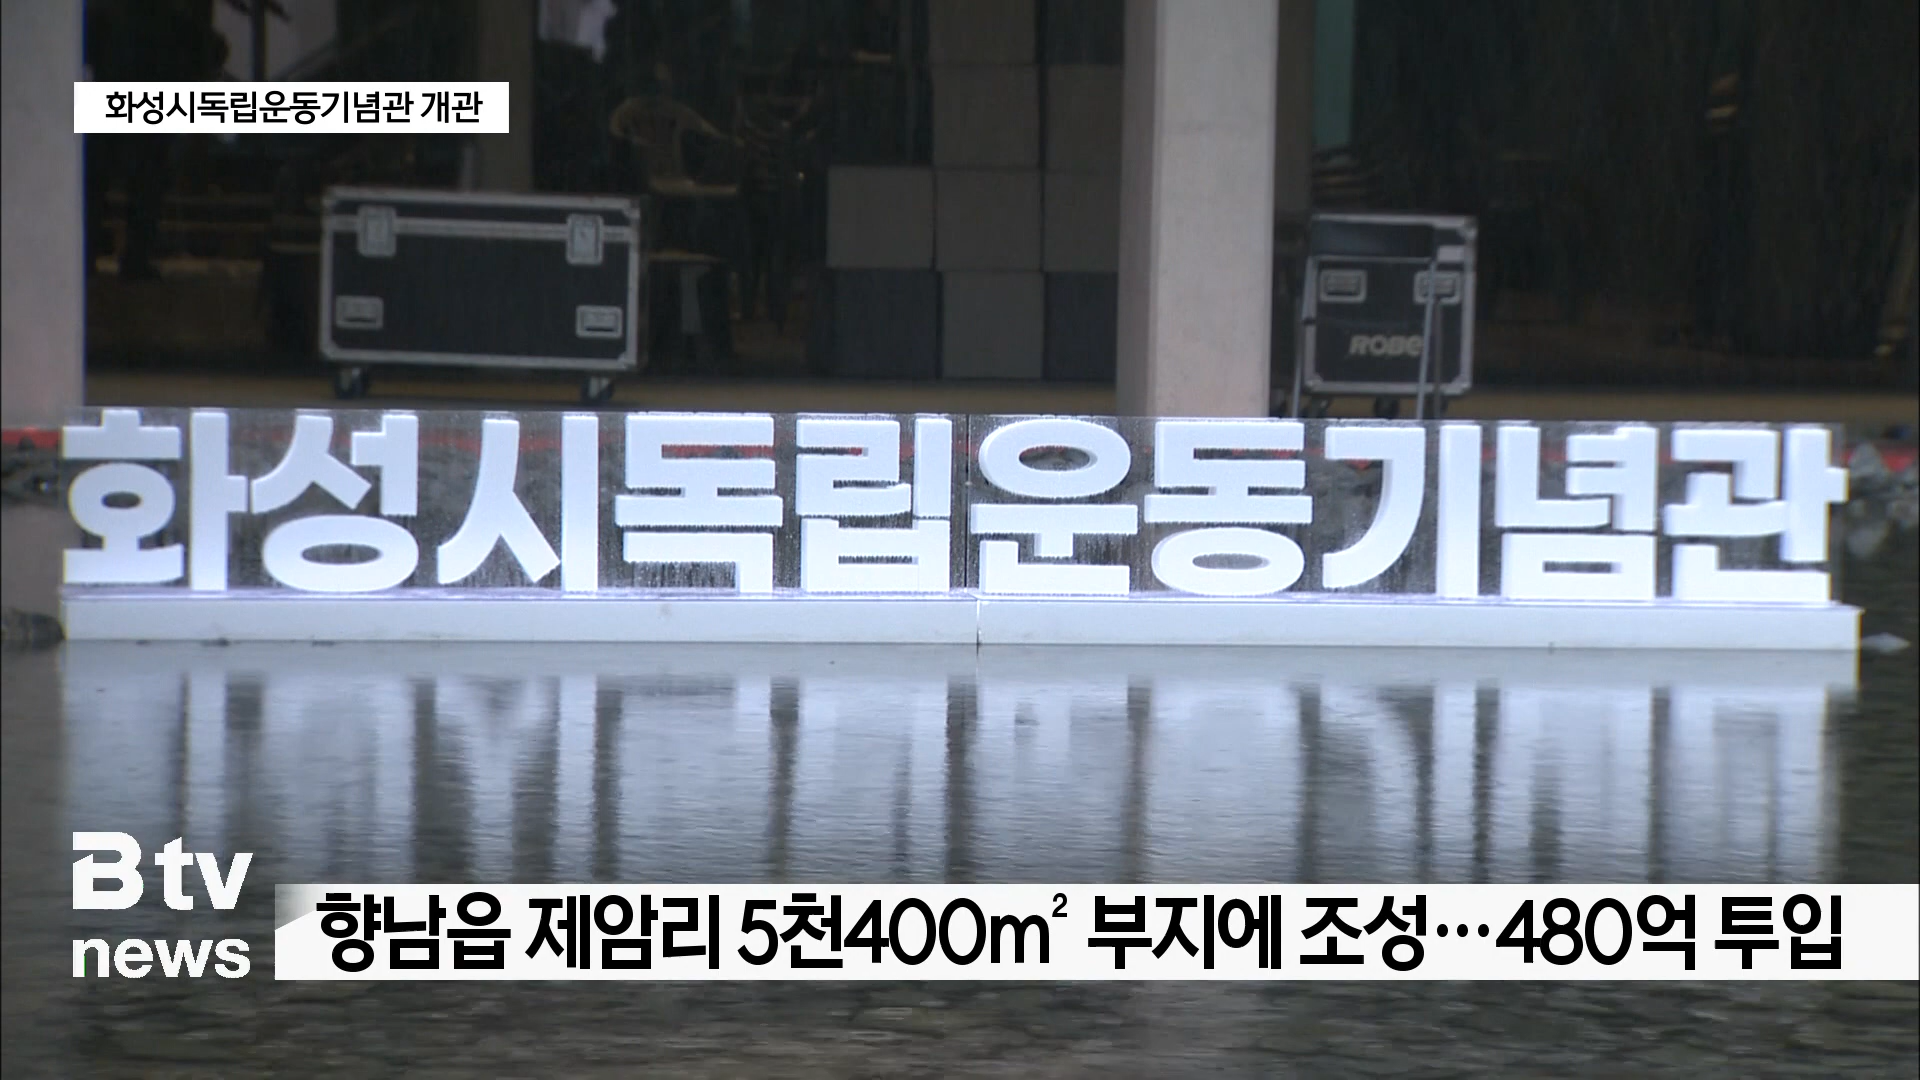 화성시독립운동기념관 개관
ROBE
화성시독립운동기념관
B tv
news
향남읍 제암리 5천400㎡ 부지에 조성…480억 투입